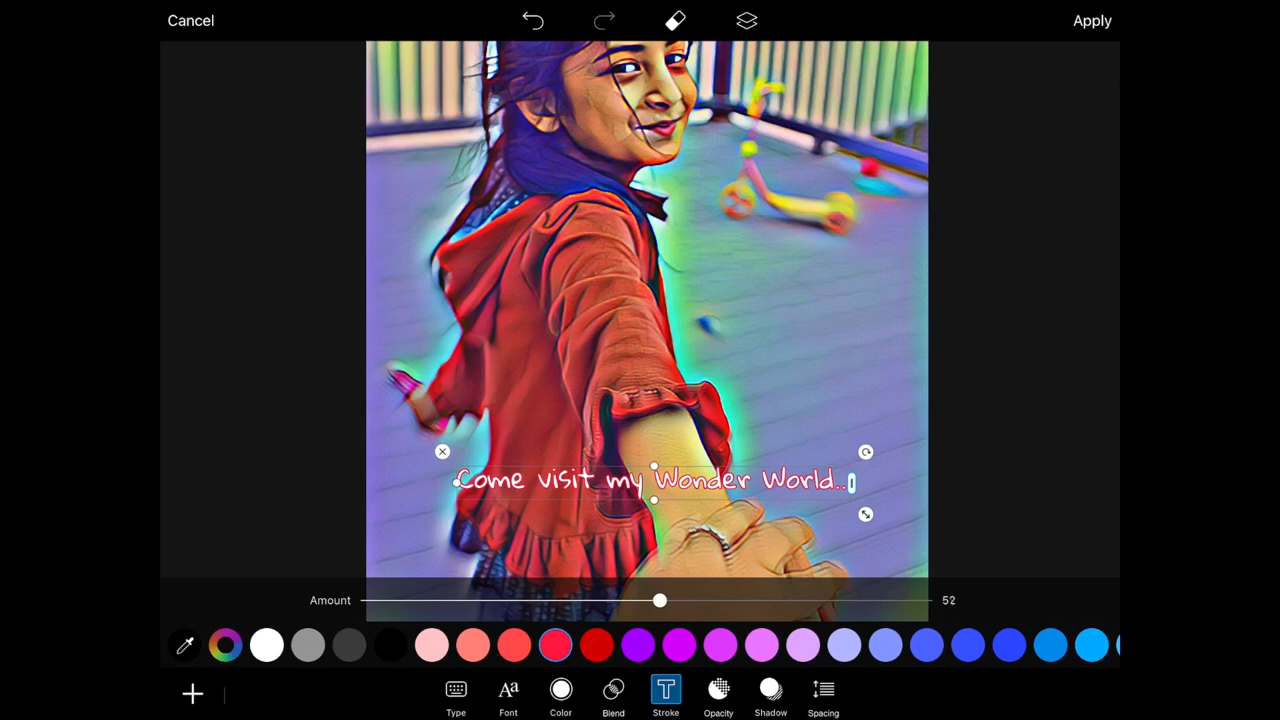 Cancel
Apply
Come visit my Wonder World..
Amount 52
Type Font Color Blend Stroke Opacity Shadow Spacing